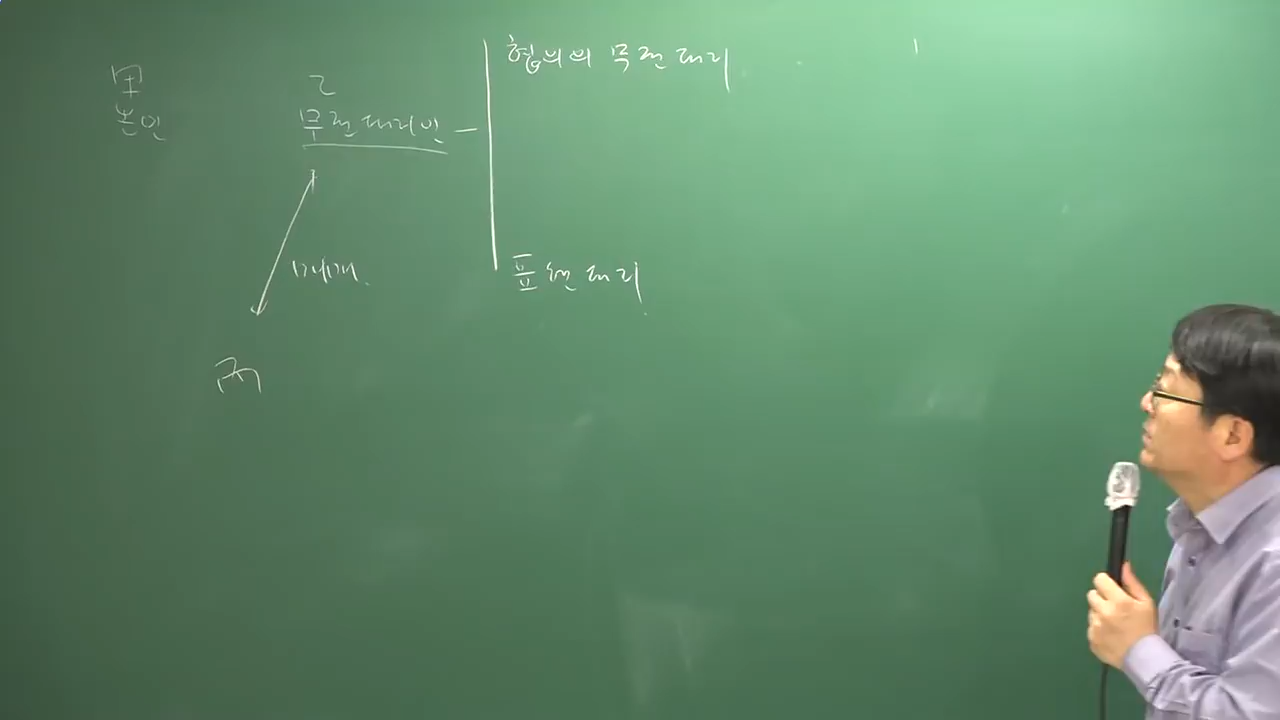 甲
본인
乙
무권대리인
매매
丙
협의의 무권대리
표현대리